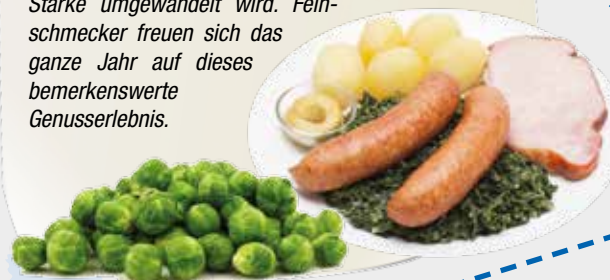 Stärke umgewandelt wird. Fein-
schmecker freuen sich das
ganze Jahr auf dieses
bemerkenswerte
Genusserlebnis.